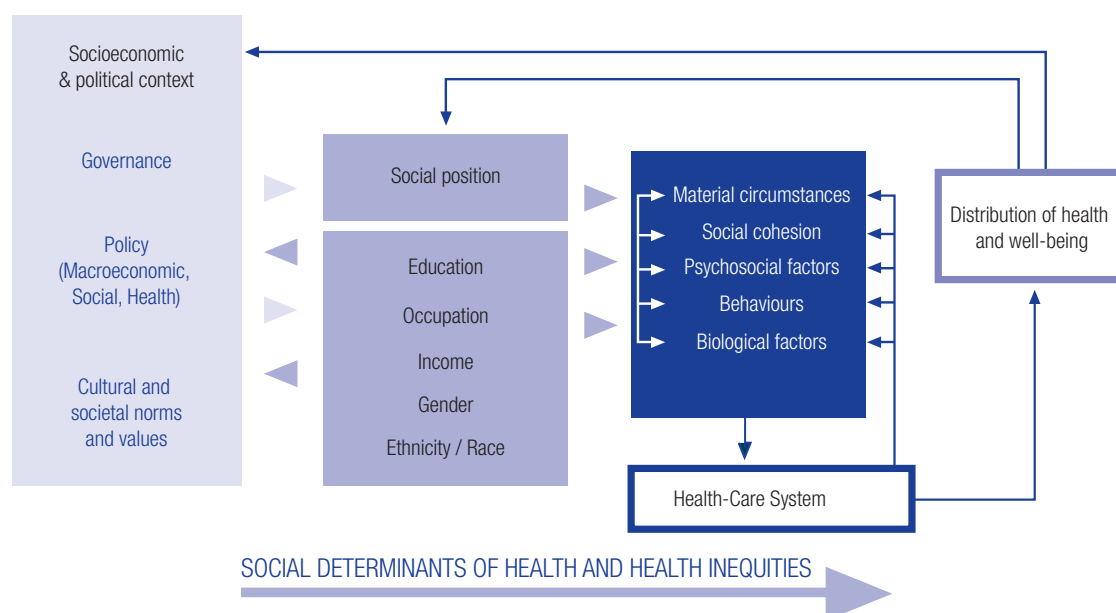 Socioeconomic
& political context
Governance
Policy
(Macroeconomic,
Social, Health)
Cultural and
societal norms
and values
Social position
Education
Occupation
Income
Gender
Ethnicity / Race
Material circumstances
Social cohesion
Psychosocial factors
Behaviours
Biological factors
Health-Care System
Distribution of health
and well-being
SOCIAL DETERMINANTS OF HEALTH AND HEALTH INEQUITIES